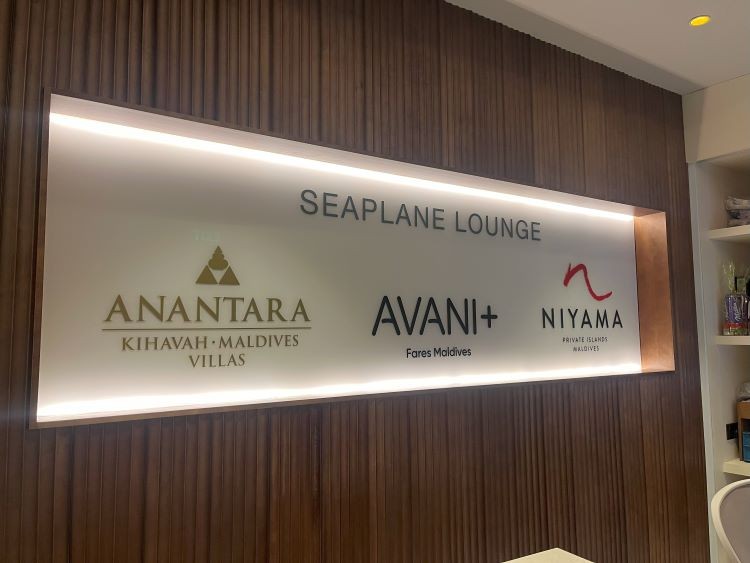 SEAPLANE LOUNGE
ANANTARA
KIHAVAH · MALDIVES
VILLAS
AVANI+
Fares Maldives
n
NIYAMA
PRIVATE ISLANDS
MALDIVES